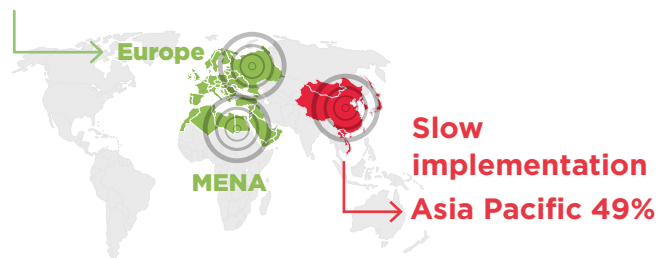 Europe
MENA
Slow
implementation
Asia Pacific 49%